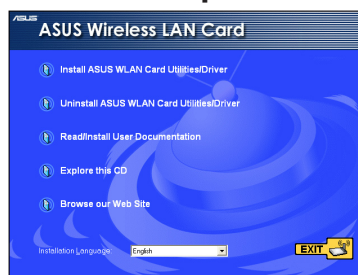 ASUS
ASUS Wireless LAN Card
Install ASUS WLAN Card Utilities/Driver
Uninstall ASUS WLAN Card Utilities/Driver
Read/Install User Documentation
Explore this CD
Browse our Web Site
Installation Language: English
EXIT